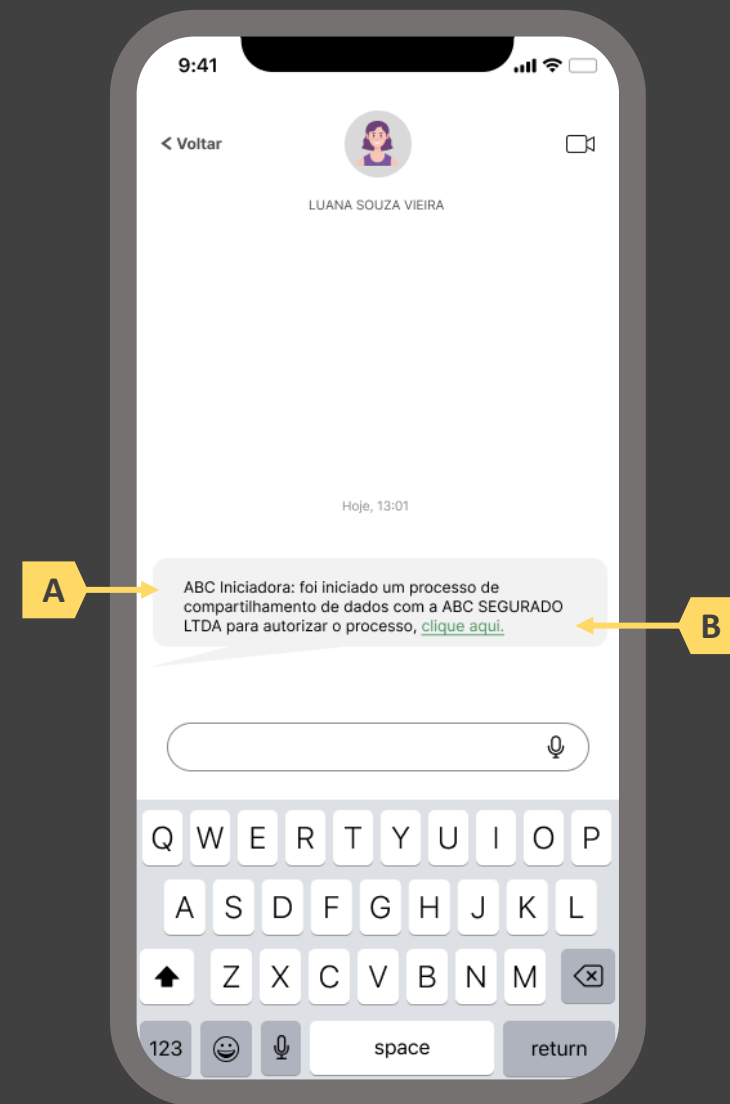 9:41
< Voltar
LUANA SOUZA VIEIRA
Hoje, 13:01
A
ABC Iniciadora: foi iniciado um processo de
compartilhamento de dados com a ABC SEGURADO
LTDA para autorizar o processo, clique aqui.
B
Q W E R T Y U I O P
A S D F G H J K L
Z X C V B N M
123 space return